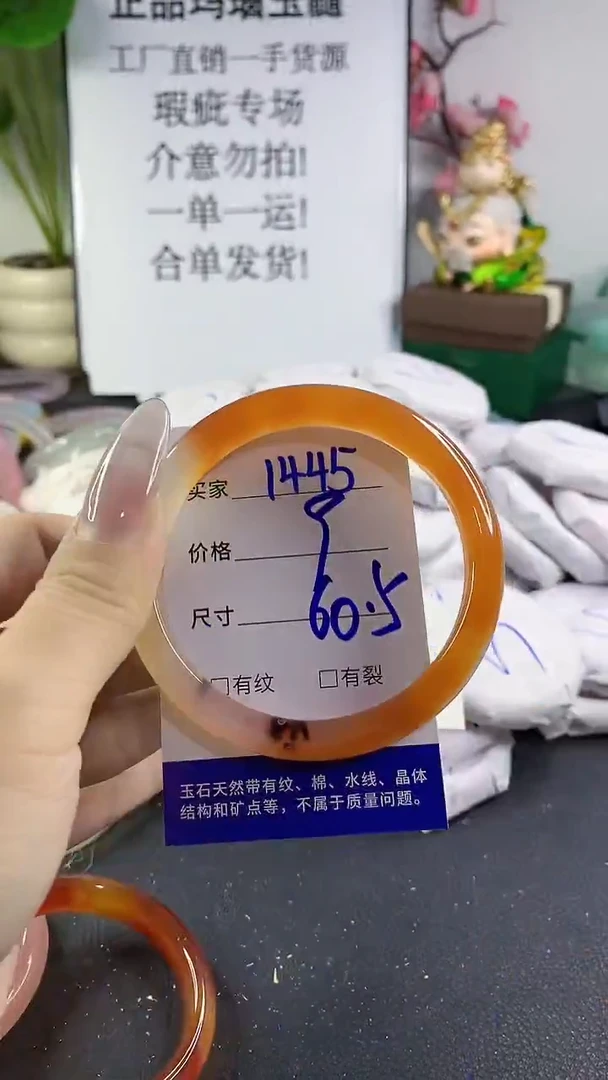 正品玛瑙玉髓
工厂直销一手货源
瑕疵专场
介意勿拍!
一单一运!
合单发货!
买家 1445
价格
尺寸 60.5
□有纹 □有裂
玉石天然带有纹、棉、水线、晶体
结构和矿点等，不属于质量问题。